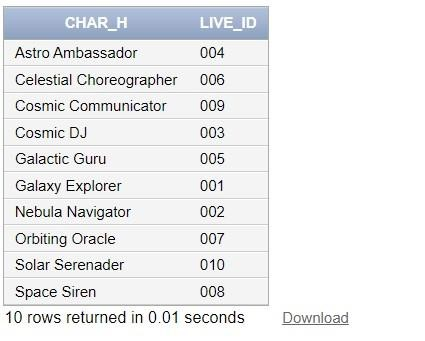 CHAR_H LIVE_ID
Astro Ambassador 004
Celestial Choreographer 006
Cosmic Communicator 009
Cosmic DJ 003
Galactic Guru 005
Galaxy Explorer 001
Nebula Navigator 002
Orbiting Oracle 007
Solar Serenader 010
Space Siren 008
10 rows returned in 0.01 seconds Download